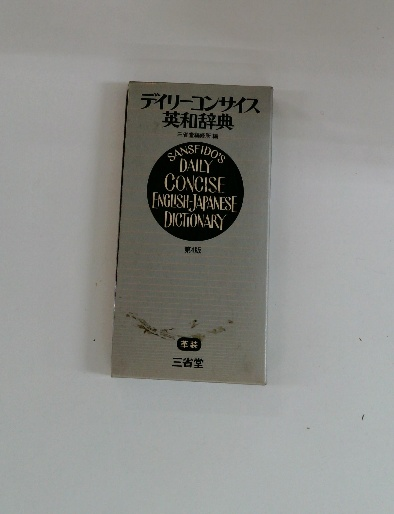 デイリーコンサイス
英和辞典
三省堂編修所 編
SANSEIDO'S
DAILY
CONCISE
ENGLISH-JAPANESE
DICTIONARY
第4版
革装
三省堂